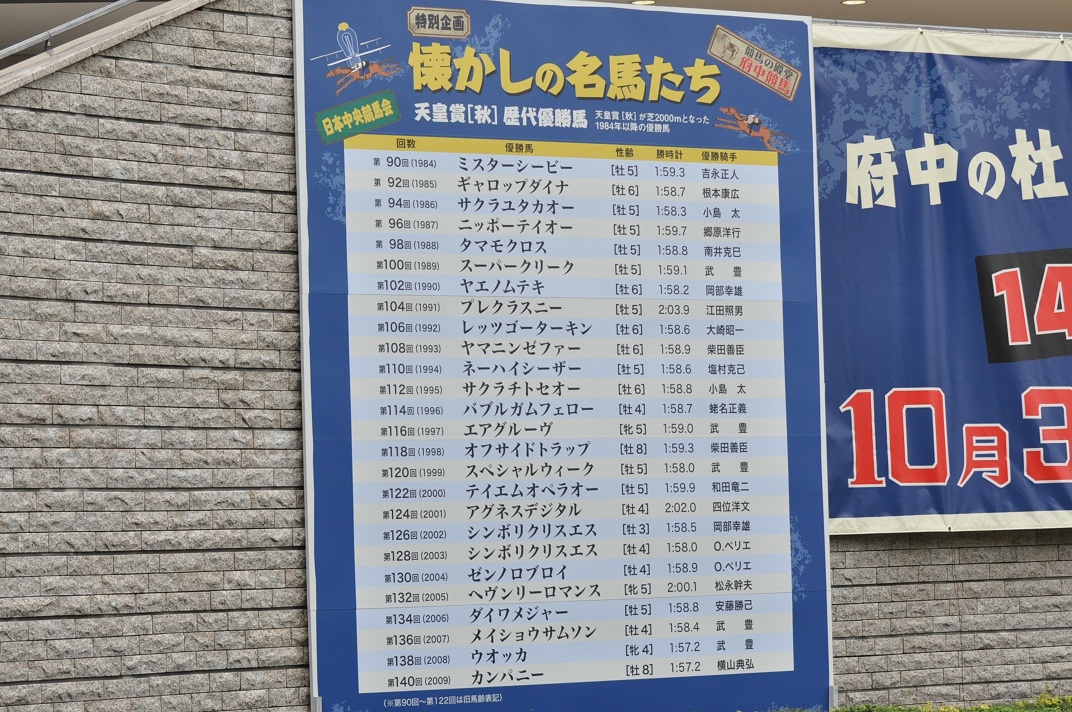 特別企画
懐かしの名馬たち
競馬の殿堂
府中競馬
日本中央競馬会
天皇賞[秋]歴代優勝馬
天皇賞[秋]が芝2000mとなった
1984年以降の優勝馬
回数 優勝馬 性齢 勝時計 優勝騎手
第 90回(1984) ミスターシービー [牡5] 1:59.3 吉永正人
第 92回(1985) ギャロップダイナ [牡6] 1:58.7 根本康広
第 94回(1986) サクラユタカオー [牡5] 1:58.3 小島 太
第 96回(1987) ニッポーテイオー [牡5] 1:59.7 郷原洋行
第 98回(1988) タマモクロス [牡5] 1:58.8 南井克巳
第100回(1989) スーパークリーク [牡5] 1:59.1 武 豊
第102回(1990) ヤエノムテキ [牡6] 1:58.2 岡部幸雄
第104回(1991) プレクラスニー [牡5] 2:03.9 江田照男
第106回(1992) レッツゴーターキン [牡6] 1:58.6 大崎昭一
第108回(1993) ヤマニンゼファー [牡6] 1:58.9 柴田善臣
第110回(1994) ネーハイシーザー [牡5] 1:58.6 塩村克己
第112回(1995) サクラチトセオー [牡6] 1:58.8 小島 太
第114回(1996) バブルガムフェロー [牡4] 1:58.7 蛯名正義
第116回(1997) エアグルーヴ [牝5] 1:59.0 武 豊
第118回(1998) オフサイドトラップ [牡8] 1:59.3 柴田善臣
第120回(1999) スペシャルウィーク [牡5] 1:58.0 武 豊
第122回(2000) テイエムオペラオー [牡5] 1:59.9 和田竜二
第124回(2001) アグネスデジタル [牡4] 2:02.0 四位洋文
第126回(2002) シンボリクリスエス [牡3] 1:58.5 岡部幸雄
第128回(2003) シンボリクリスエス [牡4] 1:58.0 O.ペリエ
第130回(2004) ゼンノロブロイ [牡4] 1:58.9 O.ペリエ
第132回(2005) ヘヴンリーロマンス [牝5] 2:00.1 松永幹夫
第134回(2006) ダイワメジャー [牡5] 1:58.8 安藤勝己
第136回(2007) メイショウサムソン [牡4] 1:58.4 武 豊
第138回(2008) ウオッカ [牝4] 1:57.2 武 豊
第140回(2009) カンパニー [牡8] 1:57.2 横山典弘
(※第90回~第122回は旧馬齢表記)
府中の杜
14
10月3